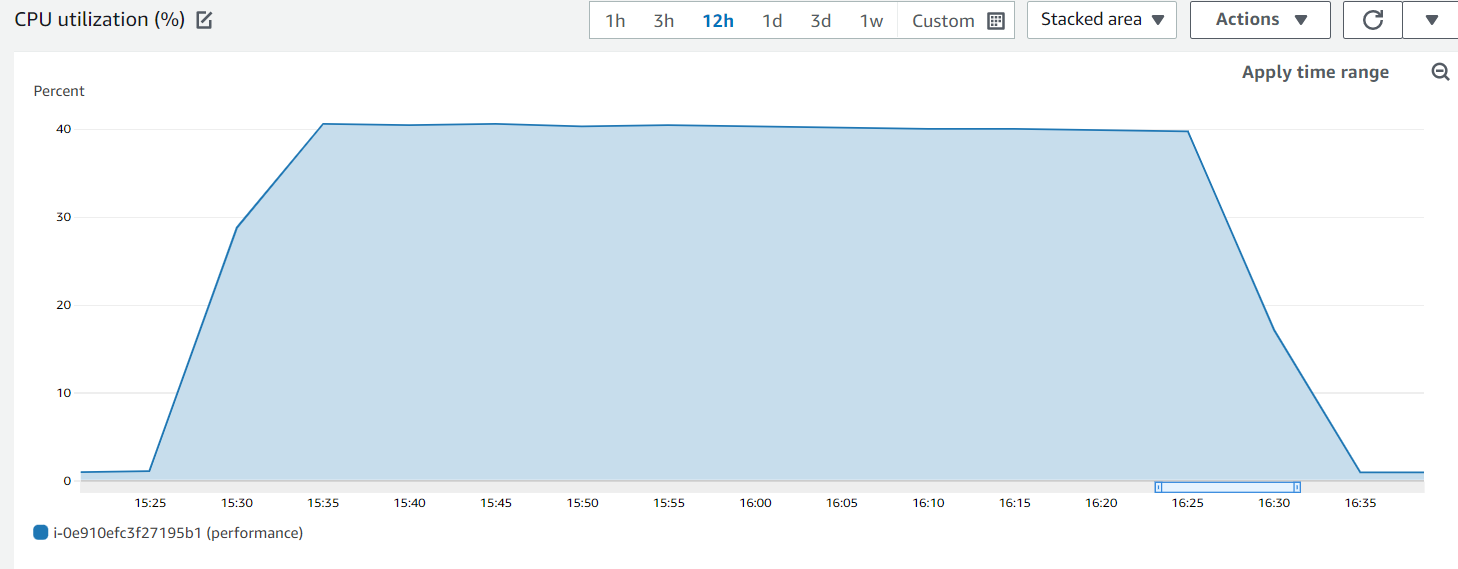 CPU utilization (%)
1h 3h 12h 1d 3d 1w Custom
Stacked area
Actions
Apply time range
Percent
40
30
20
10
0
15:25 15:30 15:35 15:40 15:45 15:50 15:55 16:00 16:05 16:10 16:15 16:20 16:25 16:30 16:35
i-0e910efc3f27195b1 (performance)